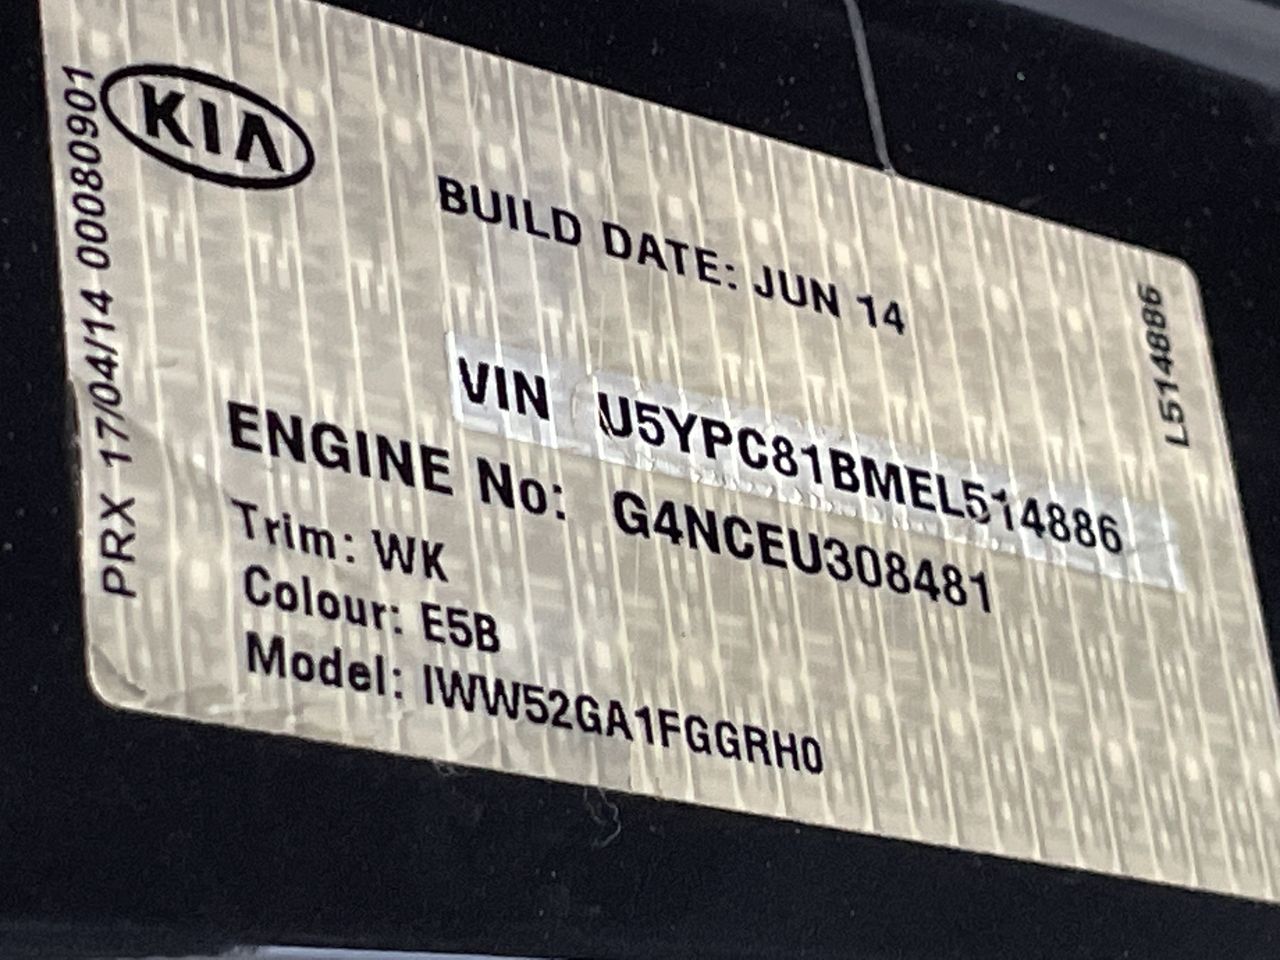 KIA
BUILD DATE: JUN 14
VIN U5YPC81BMEL514886
ENGINE No: G4NCEU308481
Trim: WK
Colour: E5B
Model: IWW52GA1FGGRH0
PRX 17/04/14 00080901
L514886